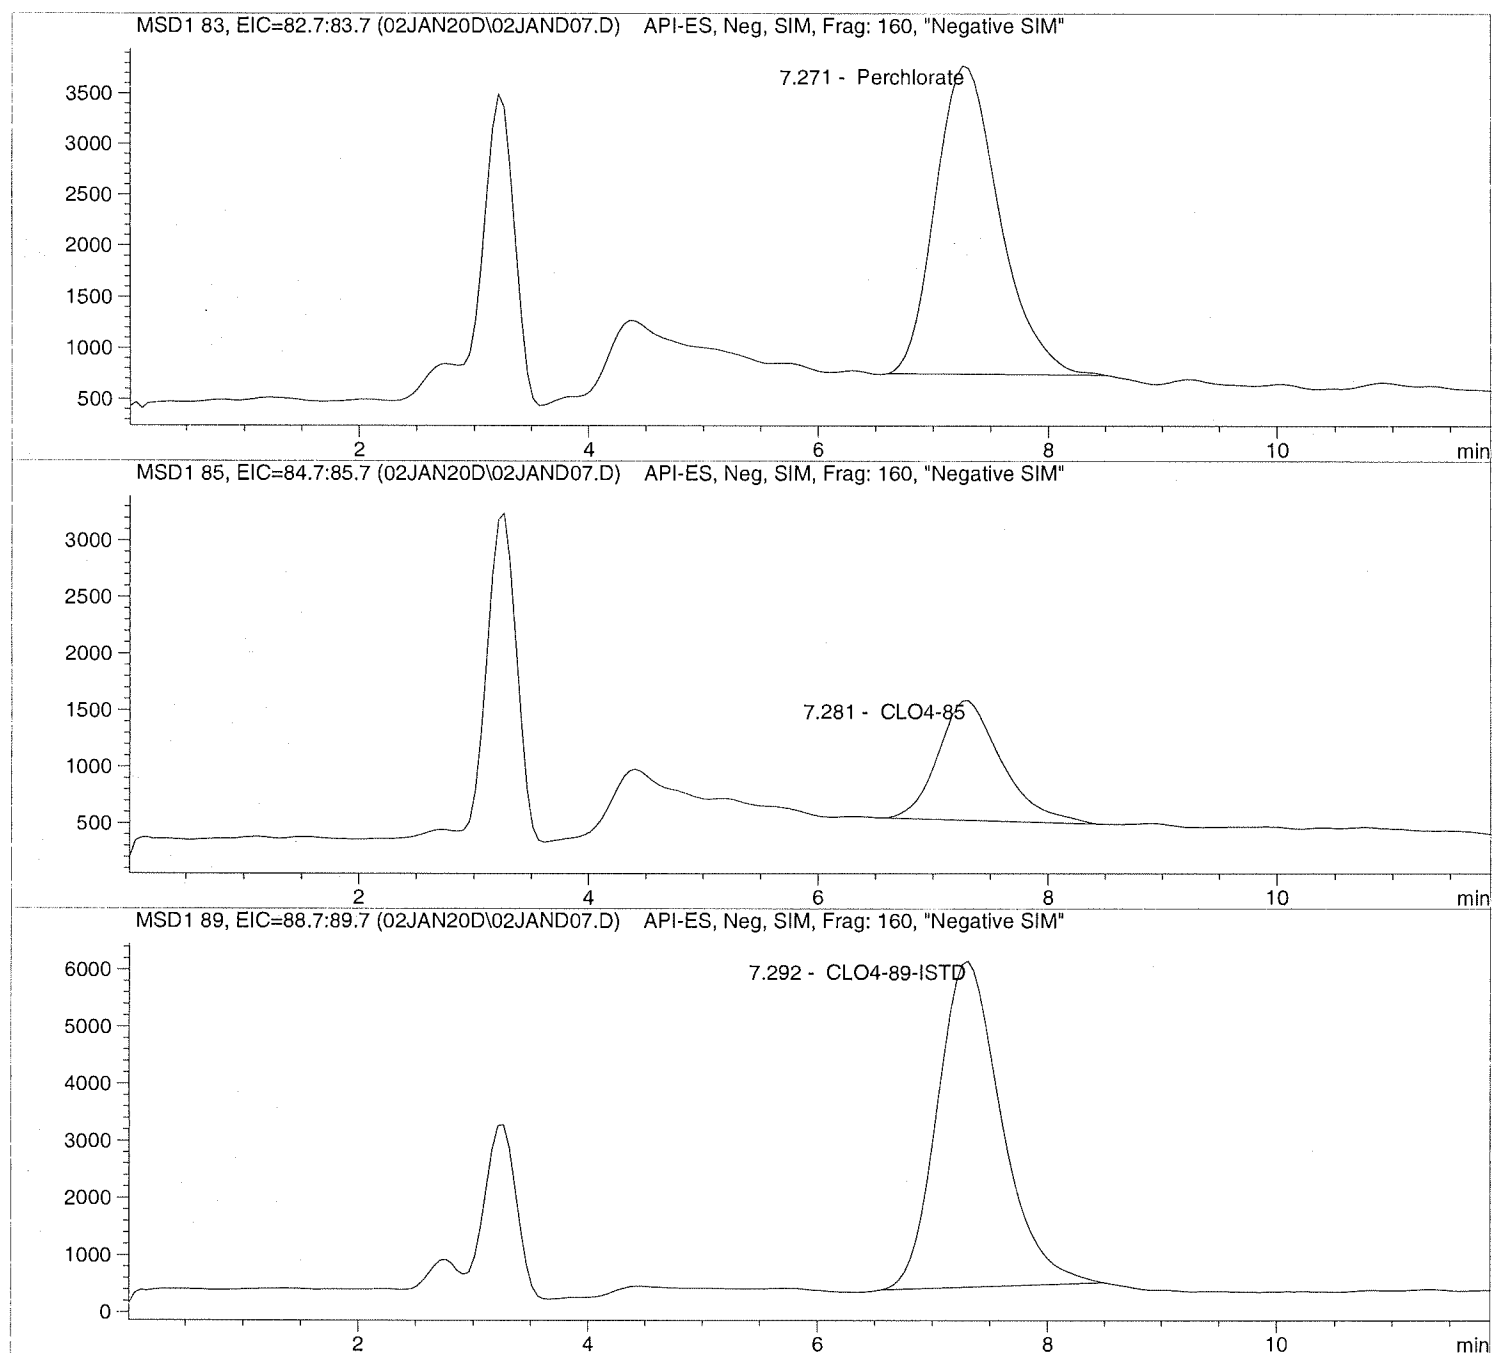 MSD1 83, EIC=82.7:83.7 (02JAN20D\02JAND07.D) API-ES, Neg, SIM, Frag: 160, "Negative SIM"
7.271 - Perchlorate
3500
3000
2500
2000
1500
1000
500
2 4 6 8 10 min
MSD1 85, EIC=84.7:85.7 (02JAN20D\02JAND07.D) API-ES, Neg, SIM, Frag: 160, "Negative SIM"
3000
2500
2000
7.281 - CLO4-85
1500
1000
500
2 4 6 8 10 min
MSD1 89, EIC=88.7:89.7 (02JAN20D\02JAND07.D) API-ES, Neg, SIM, Frag: 160, "Negative SIM"
7.292 - CLO4-89-ISTD
6000
5000
4000
3000
2000
1000
0
2 4 6 8 10 min